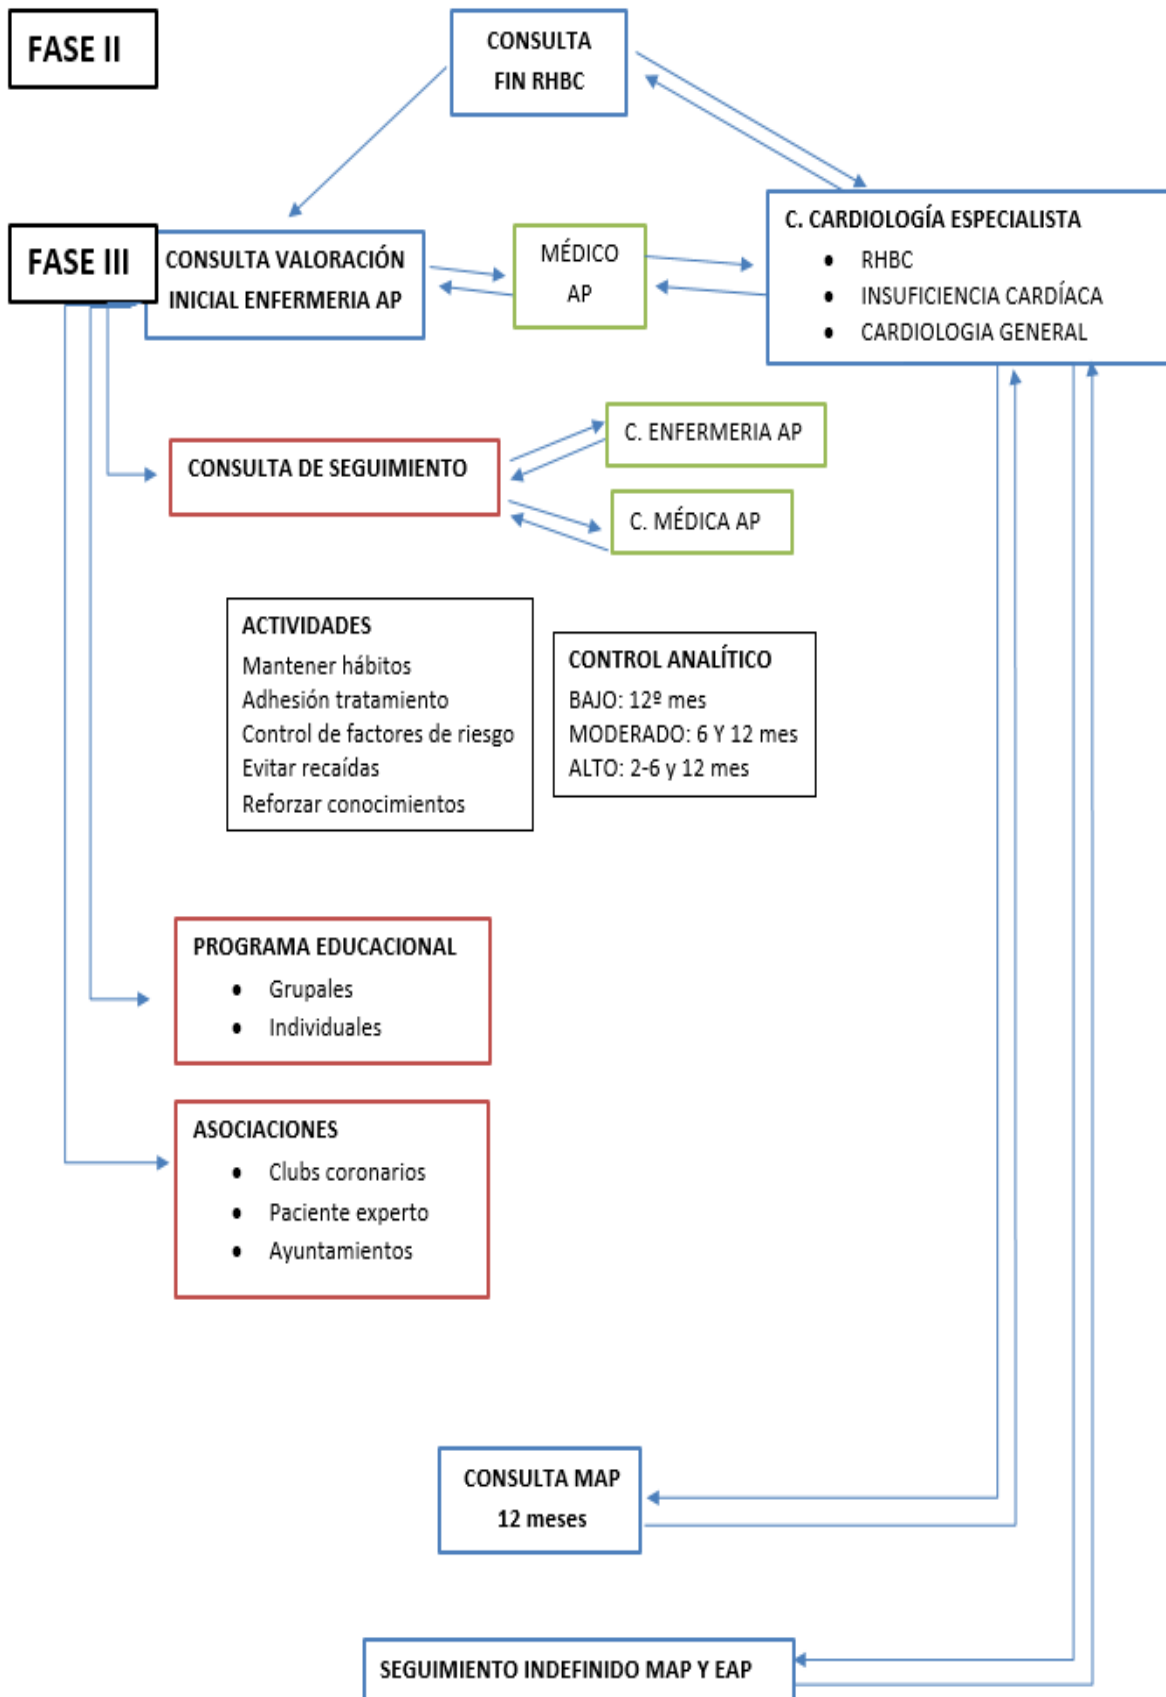 FASE II
CONSULTA
FIN RHBC
FASE III
CONSULTA VALORACIÓN
INICIAL ENFERMERIA AP
MÉDICO
AP
C. CARDIOLOGÍA ESPECIALISTA
• RHBC
• INSUFICIENCIA CARDÍACA
• CARDIOLOGIA GENERAL
CONSULTA DE SEGUIMIENTO
C. ENFERMERIA AP
C. MÉDICA AP
ACTIVIDADES
Mantener hábitos
Adhesión tratamiento
Control de factores de riesgo
Evitar recaídas
Reforzar conocimientos
CONTROL ANALÍTICO
BAJO: 12º mes
MODERADO: 6 Y 12 mes
ALTO: 2-6 y 12 mes
PROGRAMA EDUCACIONAL
• Grupales
• Individuales
ASOCIACIONES
• Clubs coronarios
• Paciente experto
• Ayuntamientos
CONSULTA MAP
12 meses
SEGUIMIENTO INDEFINIDO MAP Y EAP